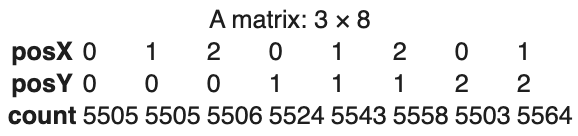 A matrix: 3 × 8
posX 0 1 2 0 1 2 0 1
posY 0 0 0 1 1 1 2 2
count 5505 5505 5506 5524 5543 5558 5503 5564